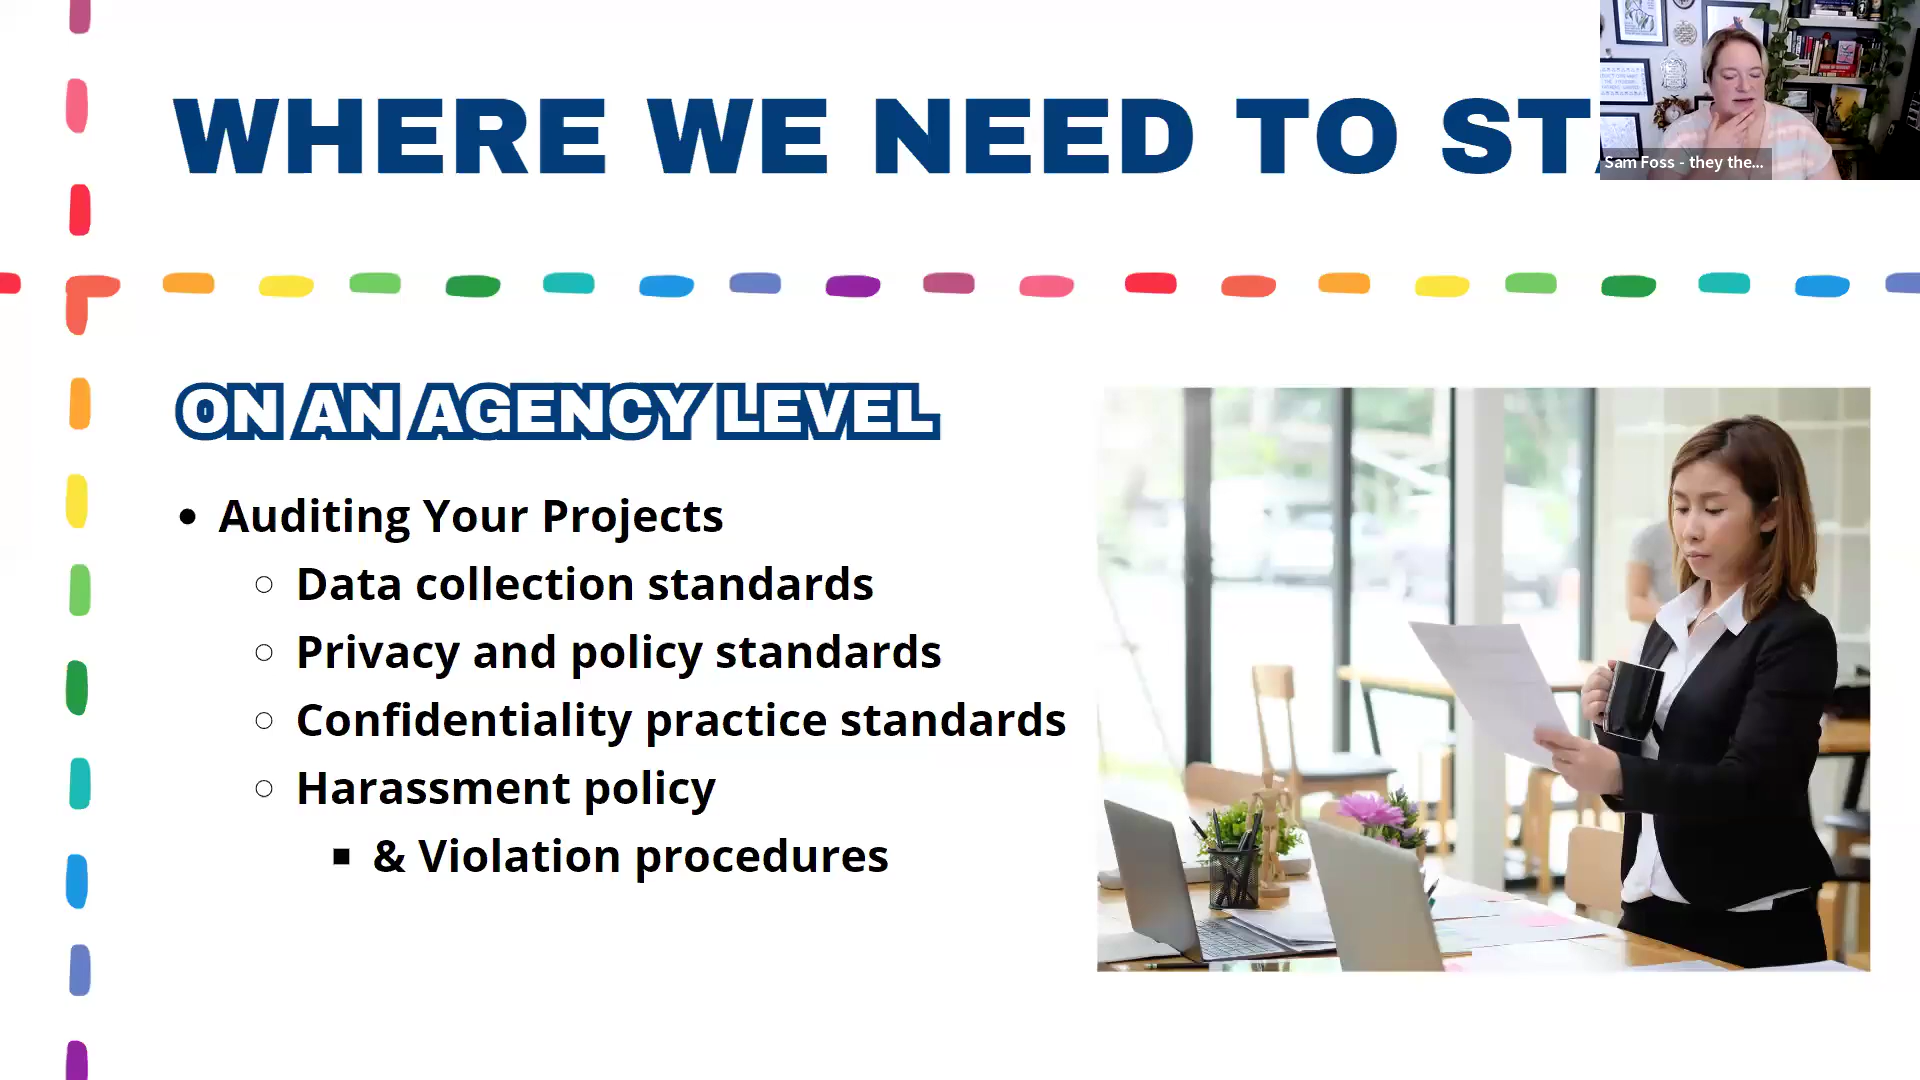 WHERE WE NEED TO ST
Sam Foss - they the...
ON AN AGENCY LEVEL
• Auditing Your Projects
○ Data collection standards
○ Privacy and policy standards
○ Confidentiality practice standards
○ Harassment policy
■ & Violation procedures